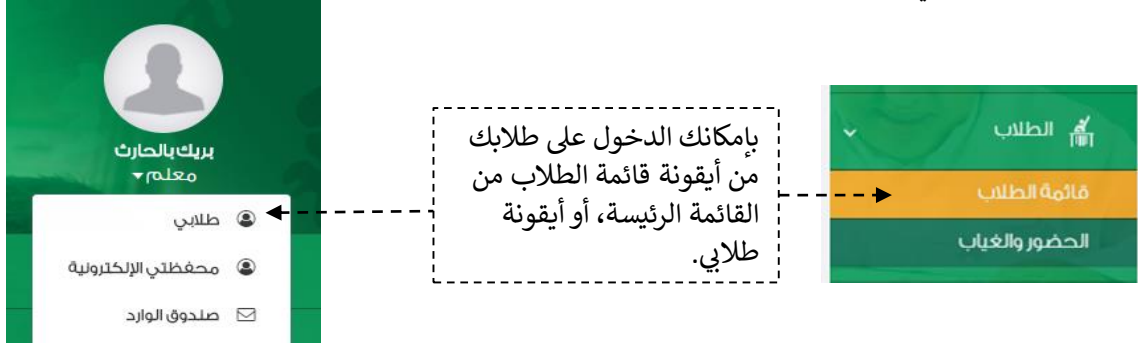 الطلاب
قائمة الطلاب
الحضور والغياب
بإمكانك الدخول على طلابك
من أيقونة قائمة الطلاب من
القائمة الرئيسة، أو أيقونة
طلابي.
بريك بالحارث
معلم
طلابي
محفظتي الإلكترونية
صندوق الوارد